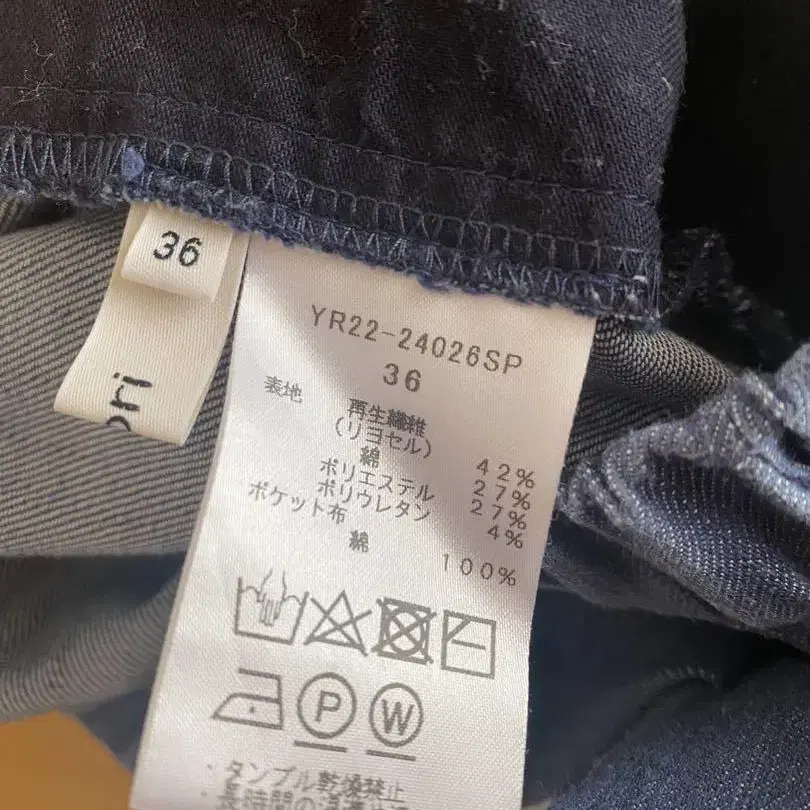 36
YR22-24026SP
36
表地
再生繊維
(リヨセル) 42%
綿 27%
ポリエステル 27%
ポリウレタン 4%
ポケット布
綿 100%
P W
・タンブル乾燥禁止